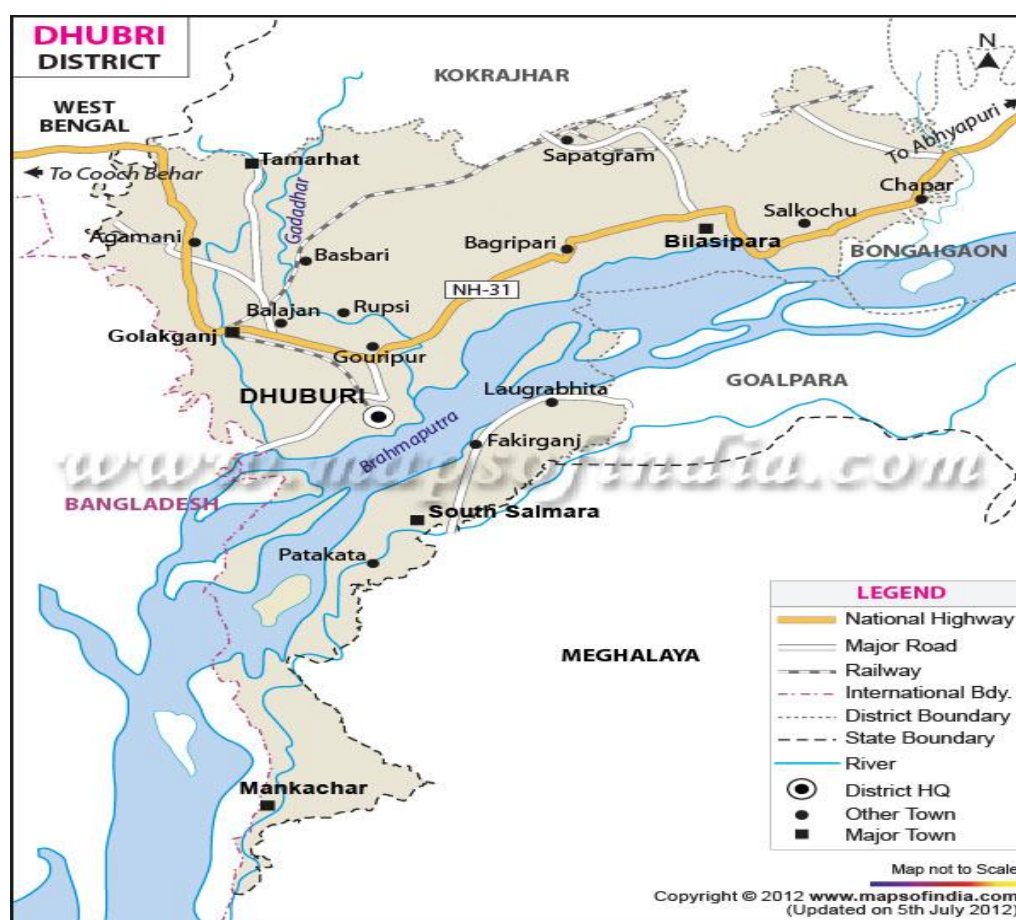 DHUBRI
DISTRICT
N
KOKRAJHAR
WEST
BENGAL
To Abhyapuri
Tamarhat
Sapatgram
To Cooch Behar
Chapar
Gadadhar
Salkochu
Agamani
Bagripari
Bilasipara
Basbari
BONGAIGAON
NH-31
Balajan
Rupsi
Golakganj
Gouripur
GOALPARA
DHUBURI
Laugrabhita
Brahmaputra
Fakirganj
www.mapsofindia.com
BANGLADESH
South Salmara
Patakata
MEGHALAYA
Mankachar
LEGEND
National Highway
Major Road
Railway
International Bdy.
District Boundary
State Boundary
River
District HQ
Other Town
Major Town
Map not to Scale
Copyright © 2012 www.mapsofindia.com
(Updated on 5th July 2012)